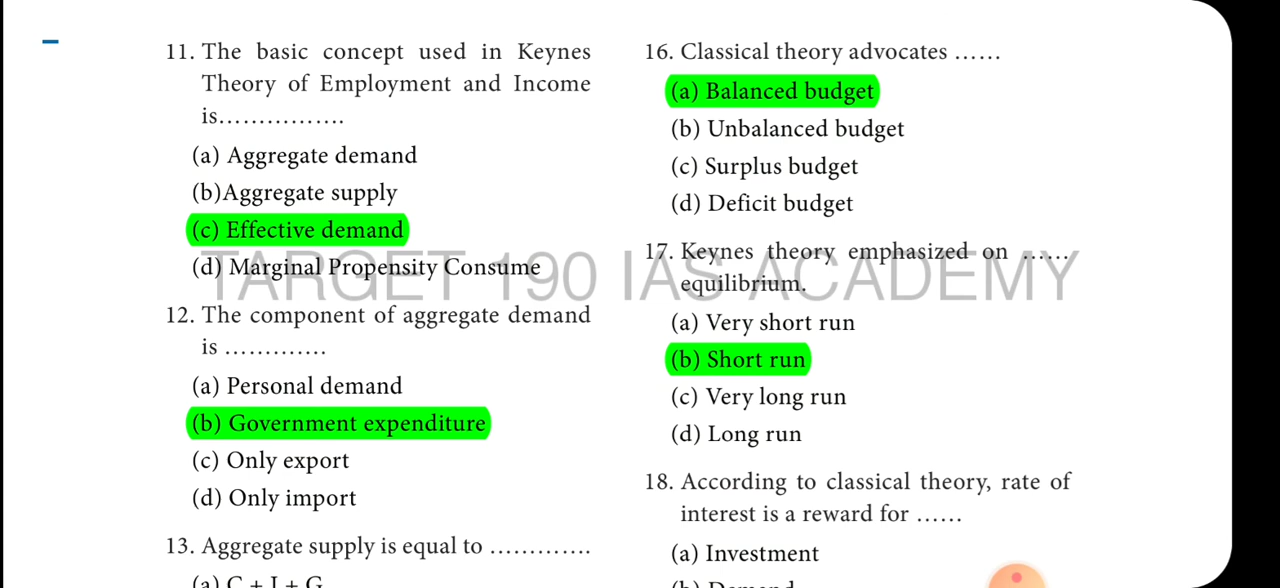 11. The basic concept used in Keynes
Theory of Employment and Income
is................
(a) Aggregate demand
(b)Aggregate supply
(c) Effective demand
(d) Marginal Propensity Consume
12. The component of aggregate demand
is .............
(a) Personal demand
(b) Government expenditure
(c) Only export
(d) Only import
13. Aggregate supply is equal to .............
(a) C + I + G
16. Classical theory advocates ......
(a) Balanced budget
(b) Unbalanced budget
(c) Surplus budget
(d) Deficit budget
17. Keynes theory emphasized on ......
equilibrium.
(a) Very short run
(b) Short run
(c) Very long run
(d) Long run
18. According to classical theory, rate of
interest is a reward for ......
(a) Investment
(b) Demand
TARGET 190 IAS ACADEMY